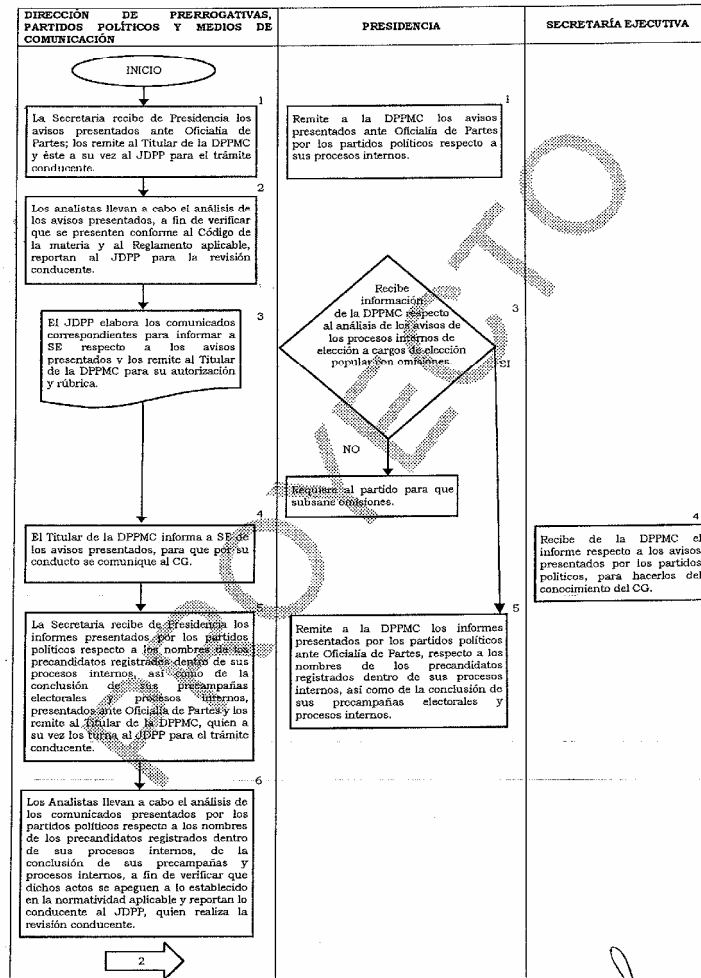 DIRECCIÓN DE PRERROGATIVAS,
PARTIDOS POLÍTICOS Y MEDIOS DE
COMUNICACIÓN
PRESIDENCIA
SECRETARÍA EJECUTIVA
INICIO
1
La Secretaria recibe de Presidencia los
avisos presentados ante Oficialía de
Partes; los remite al Titular de la DPPMC
y éste a su vez al JDPP para el trámite
conducente.
1
Remite a la DPPMC los avisos
presentados ante Oficialía de Partes
por los partidos políticos respecto a
sus procesos internos.
2
Los analistas llevan a cabo el análisis de
los avisos presentados, a fin de verificar
que se presenten conforme al Código de
la materia y al Reglamento aplicable,
reportan al JDPP para la revisión
conducente.
3
El JDPP elabora los comunicados
correspondientes para informar a
SE respecto a los avisos
presentados y los remite al Titular
de la DPPMC para su autorización
y rúbrica.
3
Recibe
información
de la DPPMC respecto
al análisis de los avisos de
los procesos internos de
elección a cargos de elección
popular con omisiones.
SI
NO
Requiere al partido para que
subsane omisiones.
4
El Titular de la DPPMC informa a SE de
los avisos presentados, para que por su
conducto se comunique al CG.
4
Recibe de la DPPMC el
informe respecto a los avisos
presentados por los partidos
políticos, para hacerlos del
conocimiento del CG.
5
La Secretaria recibe de Presidencia los
informes presentados por los partidos
políticos respecto a los nombres de los
precandidatos registrados dentro de sus
procesos internos, así como de la
conclusión de sus precampañas
electorales y procesos internos,
presentados ante Oficialía de Partes y los
remite al Titular de la DPPMC, quien a
su vez los turna al JDPP para el trámite
conducente.
5
Remite a la DPPMC los informes
presentados por los partidos políticos
ante Oficialía de Partes, respecto a los
nombres de los precandidatos
registrados dentro de sus procesos
internos, así como de la conclusión de
sus precampañas electorales y
procesos internos.
6
Los Analistas llevan a cabo el análisis de
los comunicados presentados por los
partidos políticos respecto a los nombres
de los precandidatos registrados dentro
de sus procesos internos, de la
conclusión de sus precampañas y
procesos internos, a fin de verificar que
dichos actos se apeguen a lo establecido
en la normatividad aplicable y reportan lo
conducente al JDPP, quien realiza la
revisión conducente.
2
PROYECTO